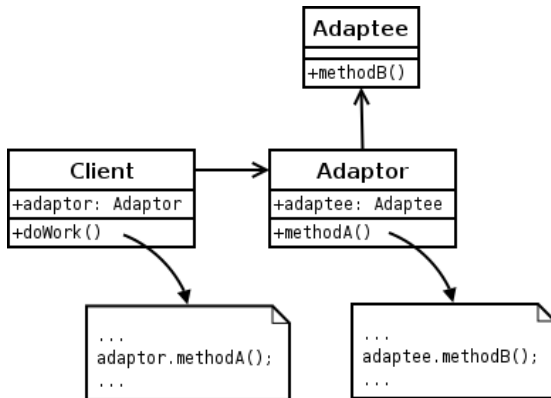 Adaptee
+methodB()
Client
+adaptor: Adaptor
+doWork()
Adaptor
+adaptee: Adaptee
+methodA()
...
adaptor.methodA();
...
...
adaptee.methodB();
...